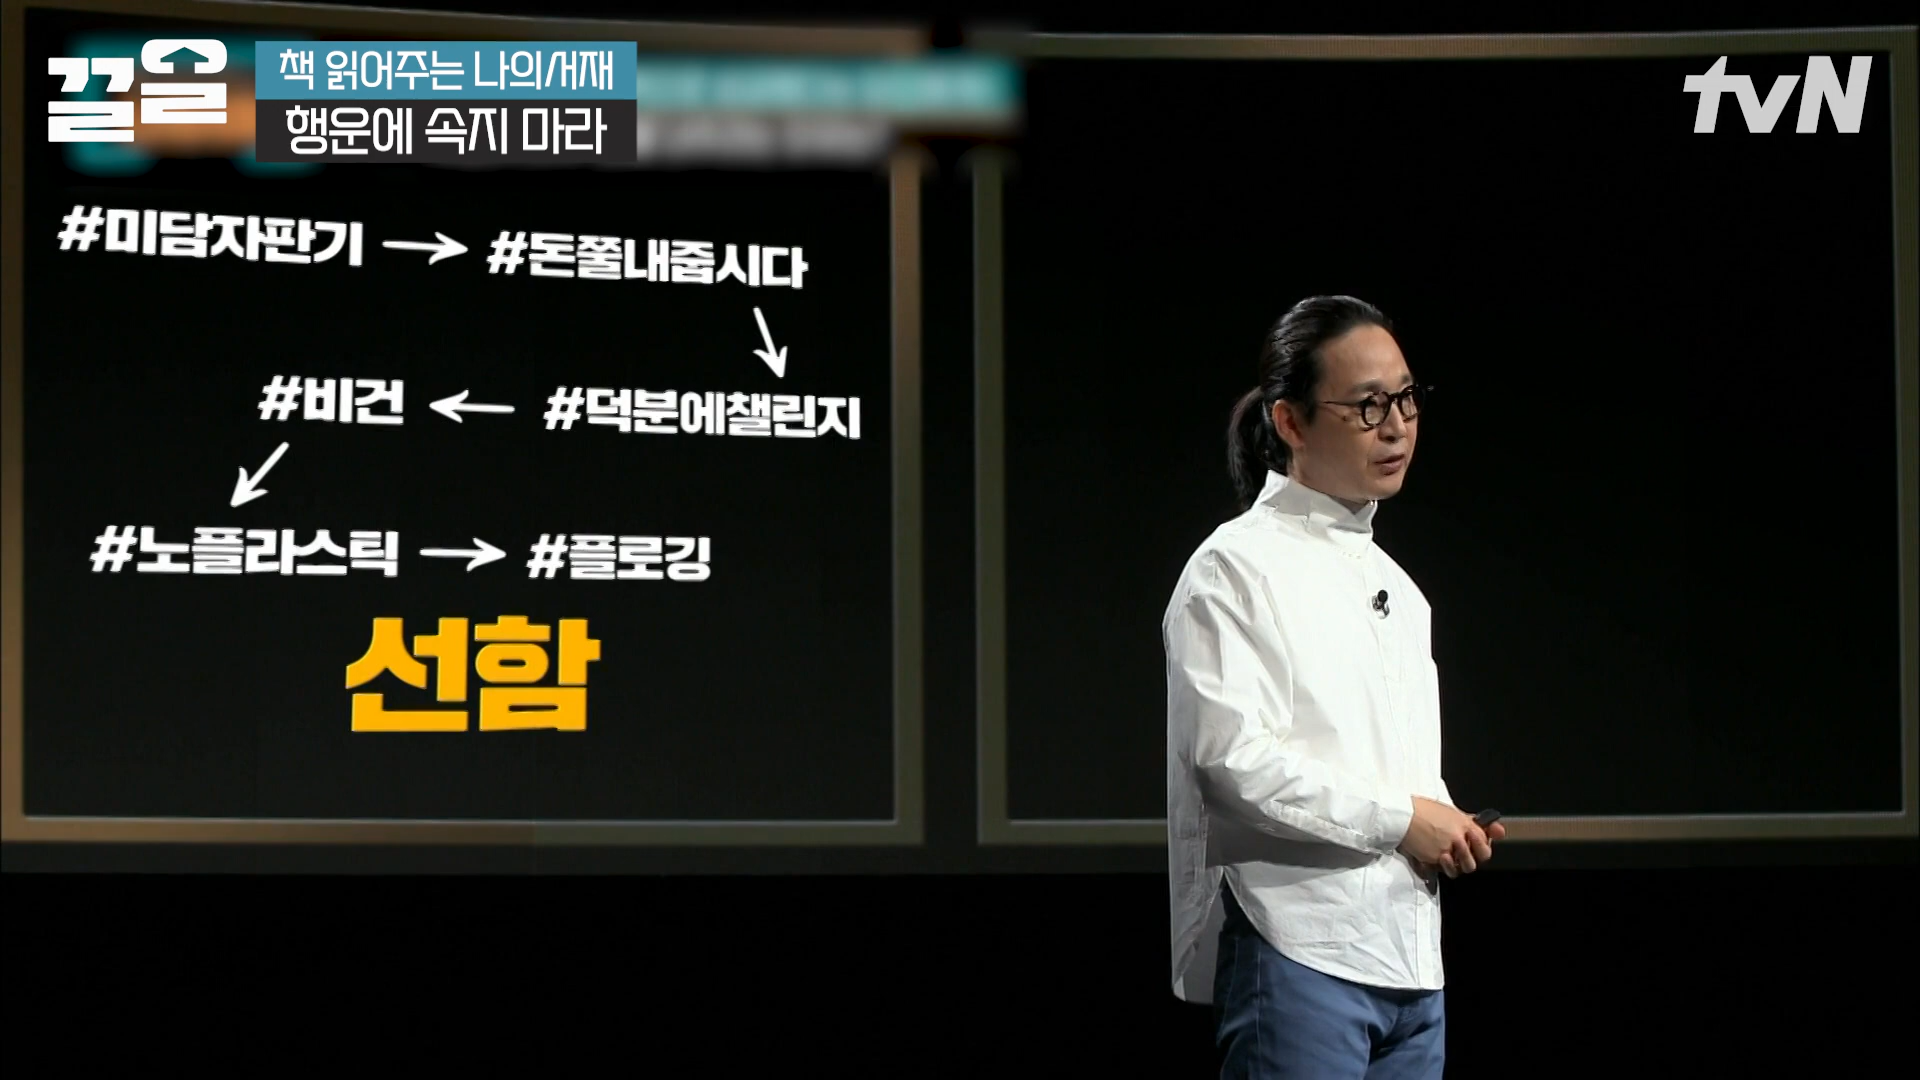 끌올
책 읽어주는 나의서재
행운에 속지 마라
tvN
#미담자판기 → #돈쭐내줍시다
#비건 ← #덕분에챌린지
#노플라스틱 → #플로깅
선함